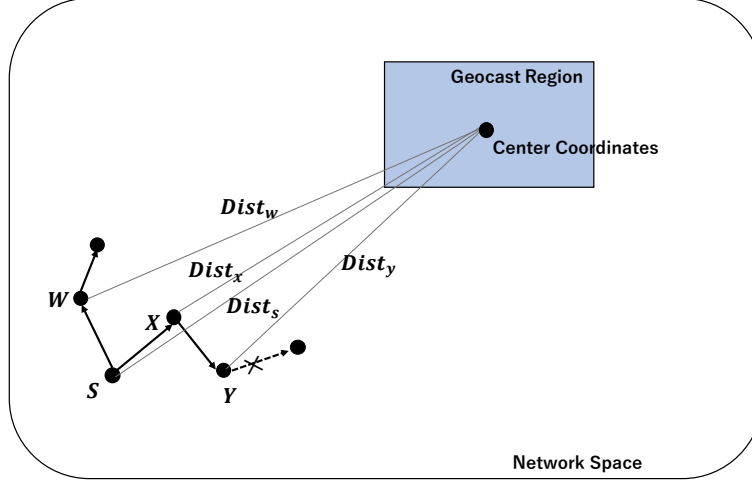 Geocast Region
Center Coordinates
Dist_w
Dist_y
Dist_x
W
Dist_s
X
S
Y
Network Space